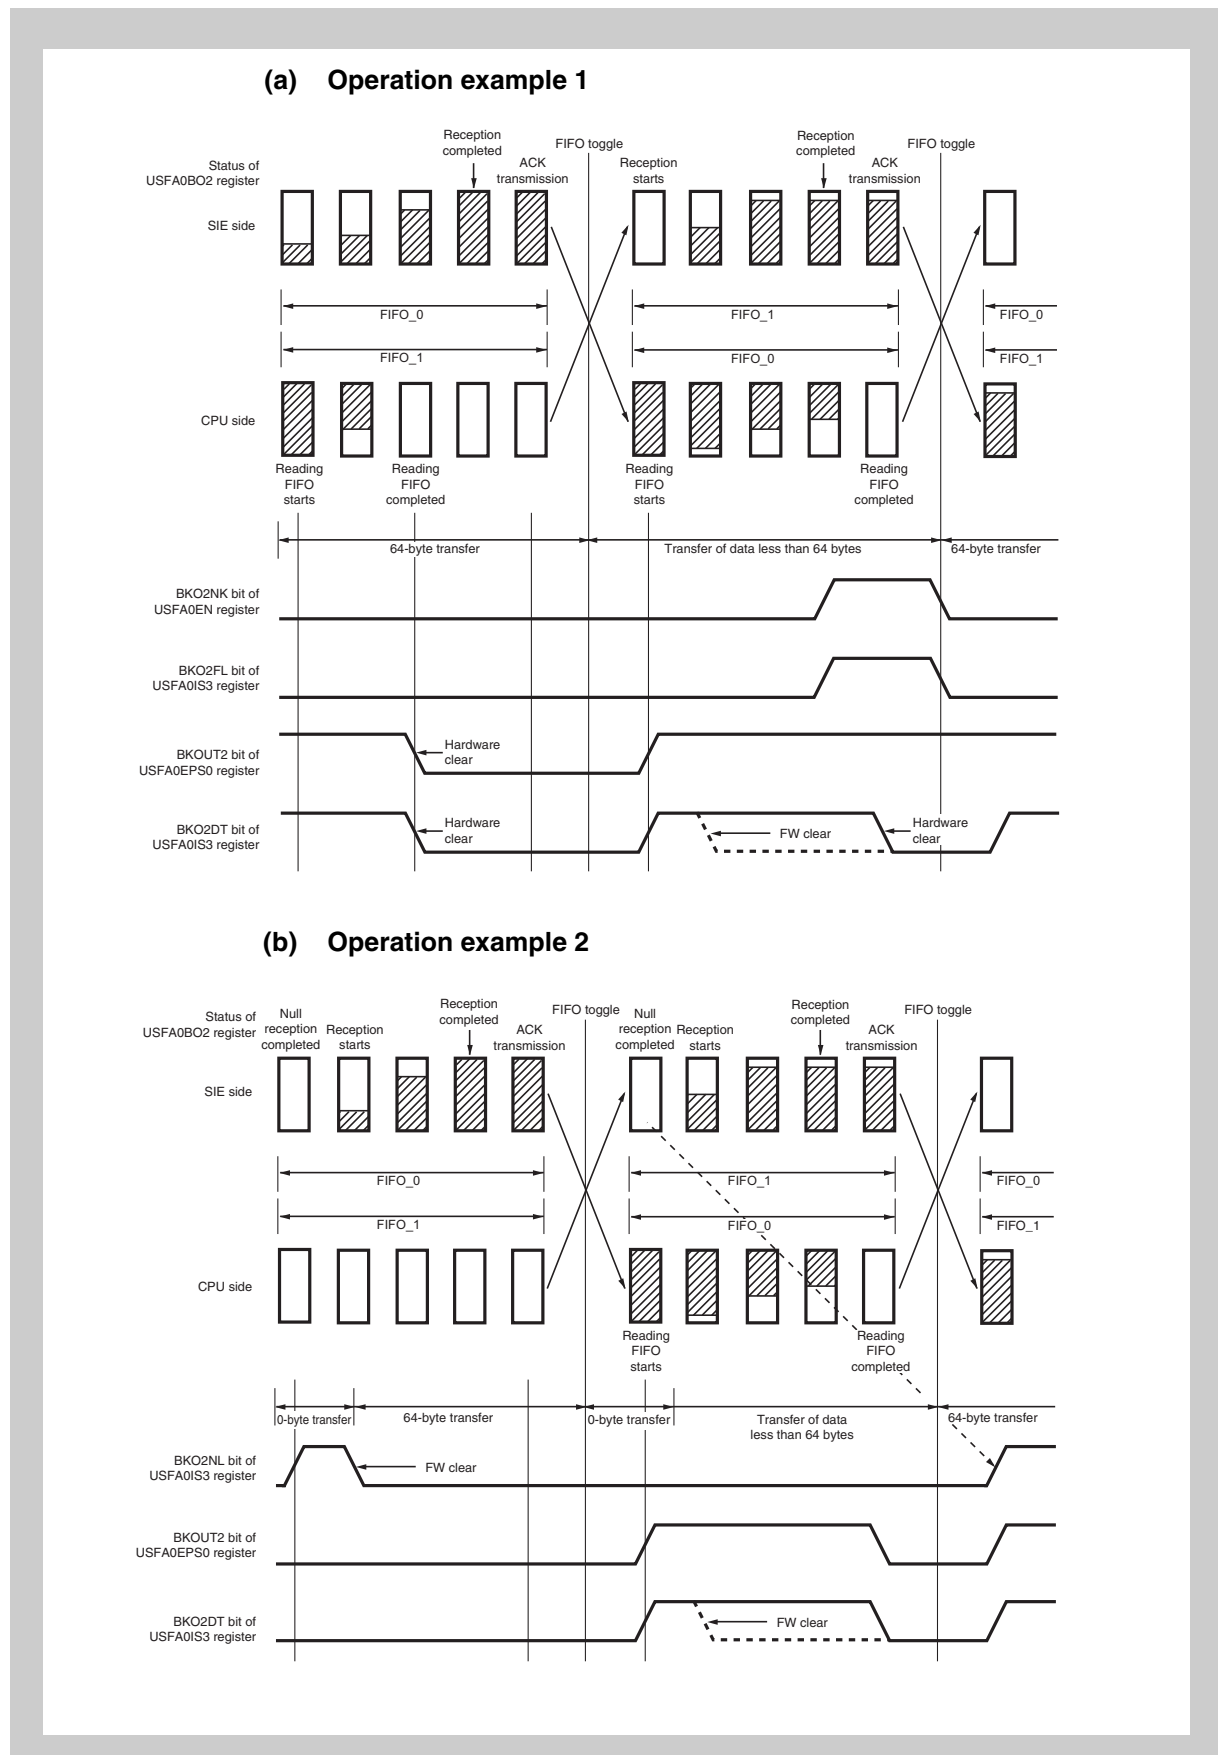 (a) Operation example 1
Status of
USFA0BO2 register
Reception
completed
ACK
transmission
FIFO toggle
Reception
starts
Reception
completed
ACK
transmission
FIFO toggle
SIE side
FIFO_0
FIFO_1
FIFO_0
FIFO_1
FIFO_0
FIFO_1
CPU side
Reading
FIFO
starts
Reading
FIFO
completed
Reading
FIFO
starts
Reading
FIFO
completed
64-byte transfer
Transfer of data less than 64 bytes
64-byte transfer
BKO2NK bit of
USFA0EN register
BKO2FL bit of
USFA0IS3 register
BKOUT2 bit of
USFA0EPS0 register
Hardware
clear
BKO2DT bit of
USFA0IS3 register
Hardware
clear
FW clear
Hardware
clear
(b) Operation example 2
Status of
USFA0BO2 register
Null
reception
completed
Reception
starts
Reception
completed
ACK
transmission
FIFO toggle
Null
reception
completed
Reception
starts
Reception
completed
ACK
transmission
FIFO toggle
SIE side
FIFO_0
FIFO_1
FIFO_0
FIFO_1
FIFO_0
FIFO_1
CPU side
Reading
FIFO
starts
Reading
FIFO
completed
0-byte transfer
64-byte transfer
0-byte transfer
Transfer of data
less than 64 bytes
64-byte transfer
BKO2NL bit of
USFA0IS3 register
FW clear
BKOUT2 bit of
USFA0EPS0 register
BKO2DT bit of
USFA0IS3 register
FW clear